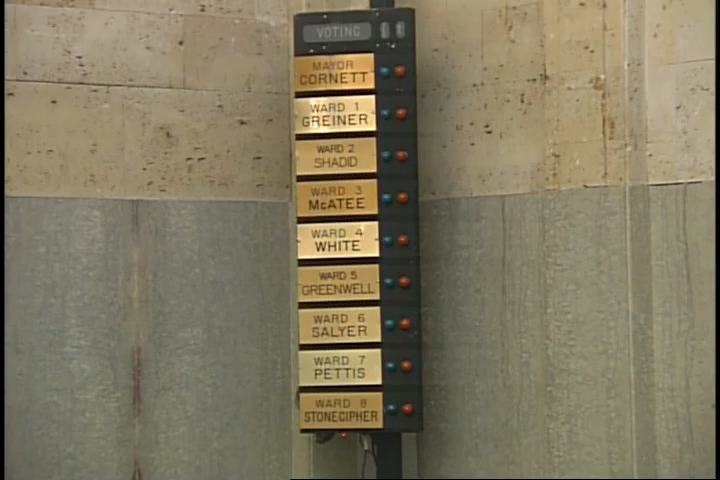 VOTING
MAYOR
CORNETT
WARD 1
GREINER
WARD 2
SHADID
WARD 3
McATEE
WARD 4
WHITE
WARD 5
GREENWELL
WARD 6
SALYER
WARD 7
PETTIS
WARD 8
STONECIPHER